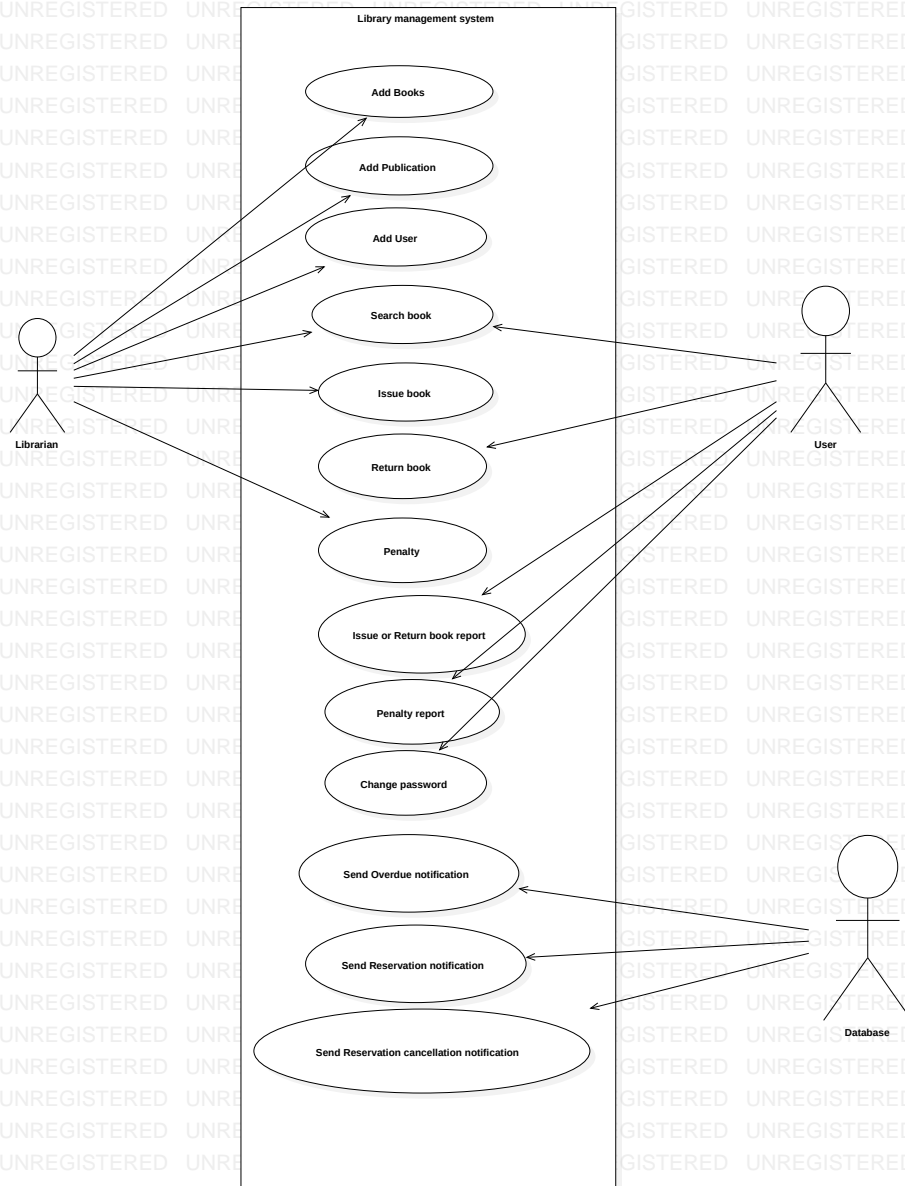 Library management system
Add Books
Add Publication
Add User
Search book
Issue book
Return book
Penalty
Issue or Return book report
Penalty report
Change password
Send Overdue notification
Send Reservation notification
Send Reservation cancellation notification
Librarian
User
Database
UNREGISTERED